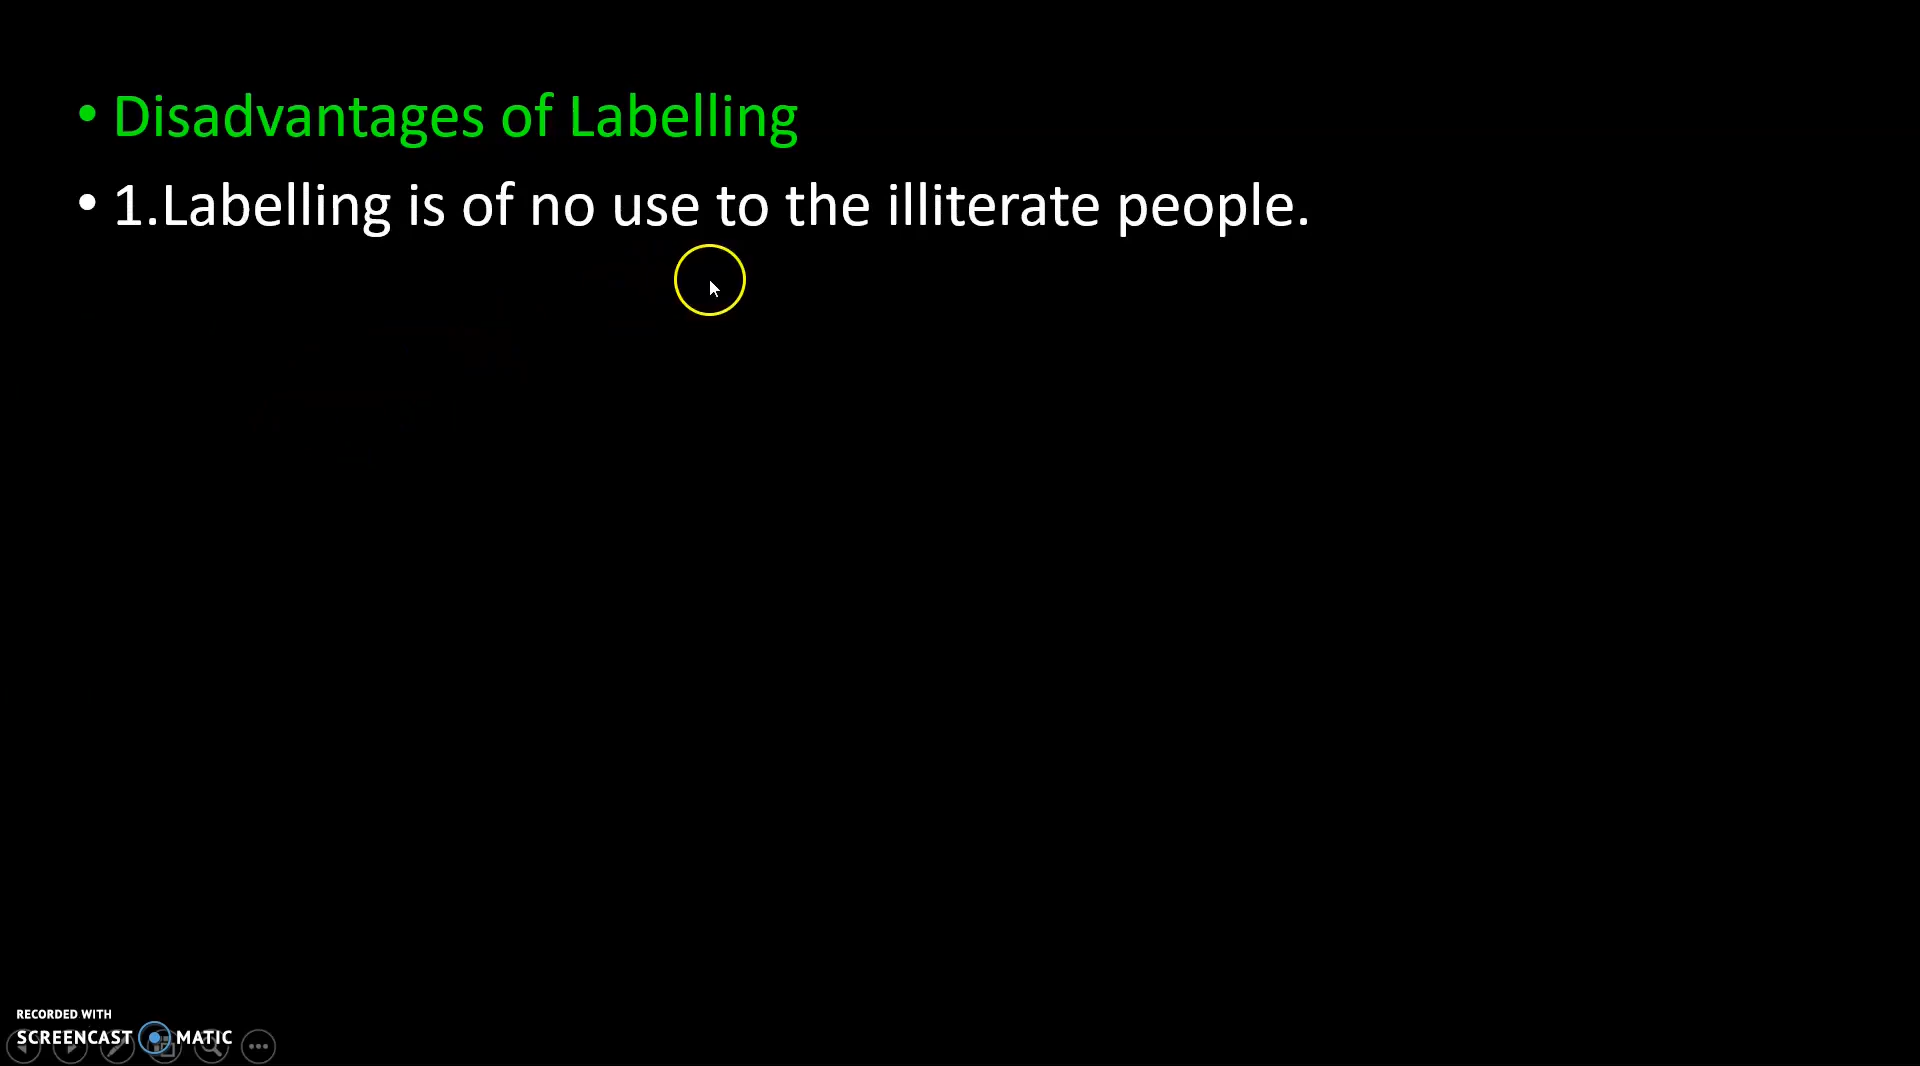 • Disadvantages of Labelling
• 1.Labelling is of no use to the illiterate people.
RECORDED WITH
SCREENCAST MATIC